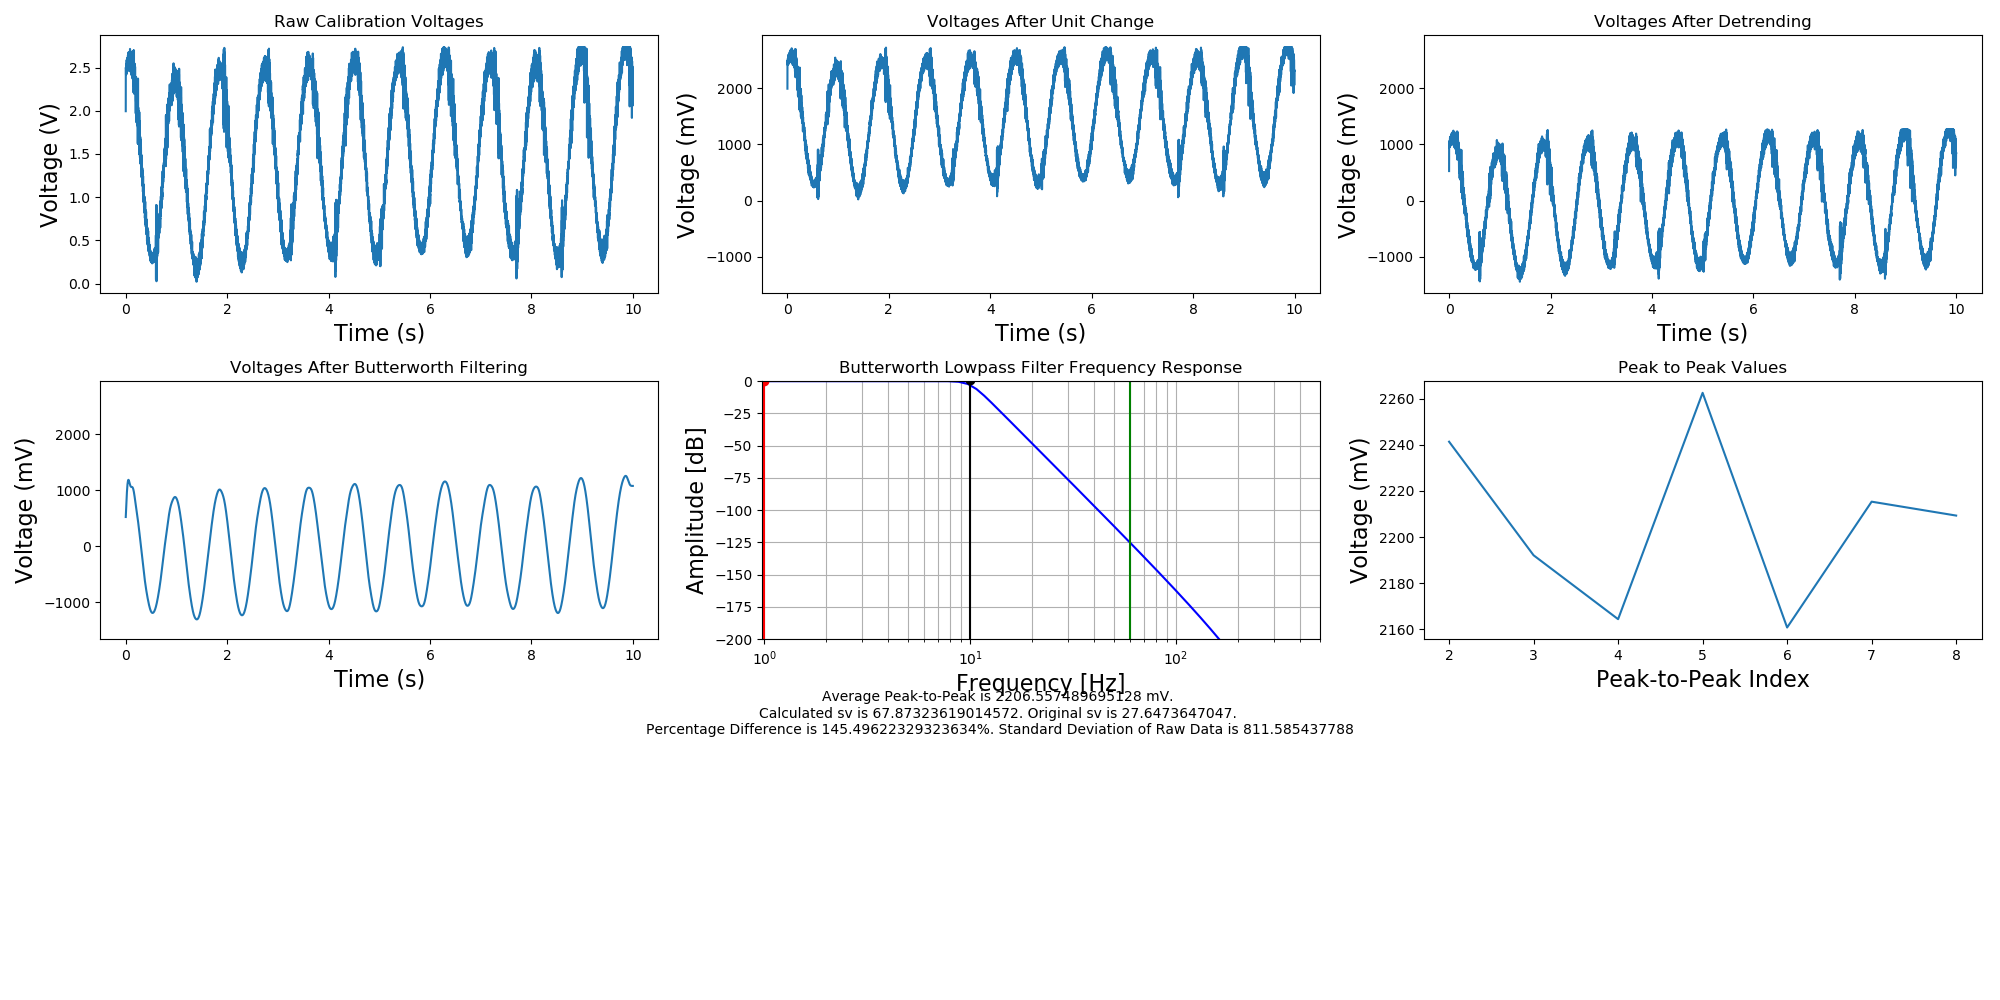 Raw Calibration Voltages
Voltage (V)
2.5
2.0
1.5
1.0
0.5
0.0
0 2 4 6 8 10
Time (s)
Voltages After Unit Change
Voltage (mV)
2000
1000
0
−1000
0 2 4 6 8 10
Time (s)
Voltages After Detrending
Voltage (mV)
2000
1000
0
−1000
0 2 4 6 8 10
Time (s)
Voltages After Butterworth Filtering
Voltage (mV)
2000
1000
0
−1000
0 2 4 6 8 10
Time (s)
Butterworth Lowpass Filter Frequency Response
Amplitude [dB]
0
−25
−50
−75
−100
−125
−150
−175
−200
10⁰ 10¹ 10²
Frequency [Hz]
Peak to Peak Values
Voltage (mV)
2260
2240
2220
2200
2180
2160
2 3 4 5 6 7 8
Peak-to-Peak Index
Average Peak-to-Peak is 2206.557489695128 mV.
Calculated sv is 67.87323619014572. Original sv is 27.6473647047.
Percentage Difference is 145.49622329323634%. Standard Deviation of Raw Data is 811.585437788